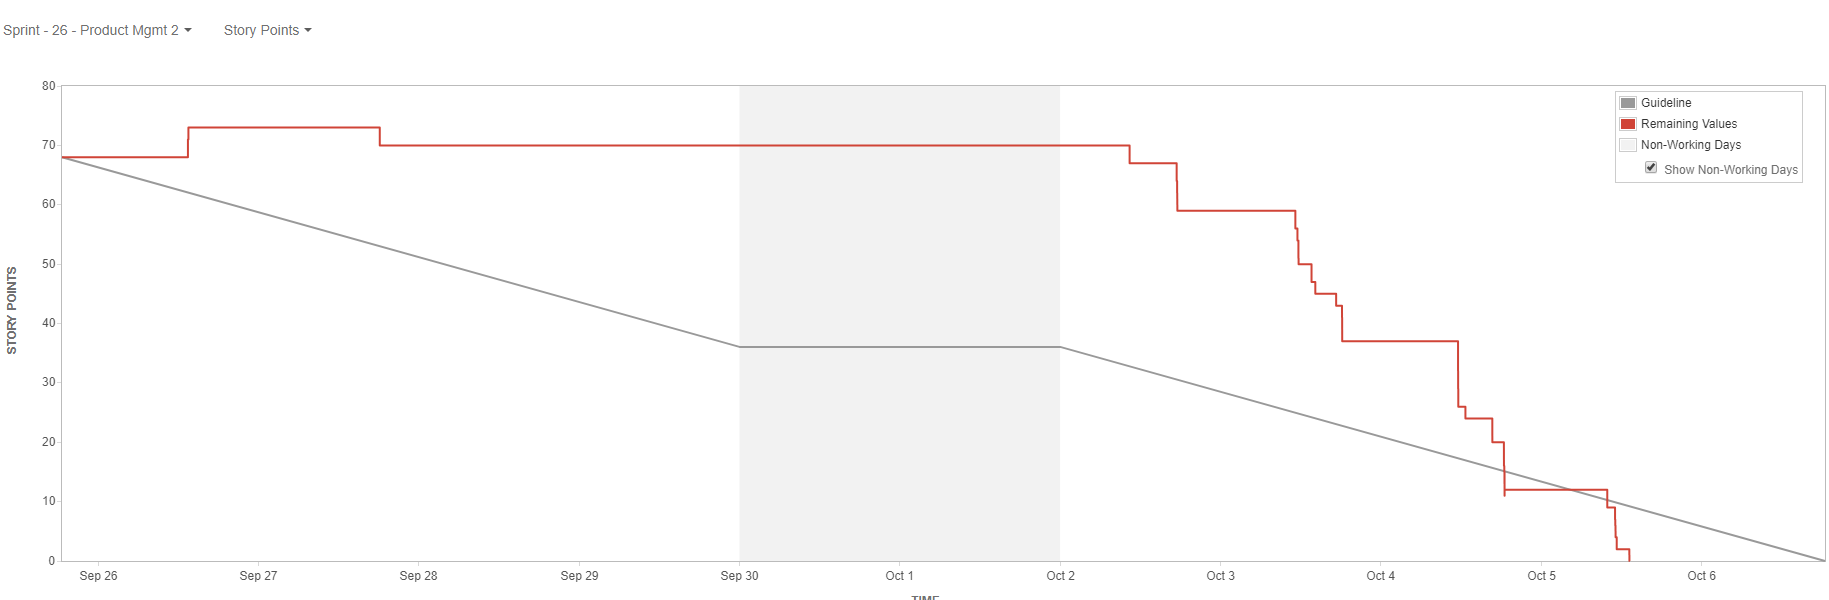 Sprint - 26 - Product Mgmt 2 Story Points
80
70
60
50
40
30
20
10
0
STORY POINTS
Guideline
Remaining Values
Non-Working Days
Show Non-Working Days
Sep 26 Sep 27 Sep 28 Sep 29 Sep 30 Oct 1 Oct 2 Oct 3 Oct 4 Oct 5 Oct 6
TIME